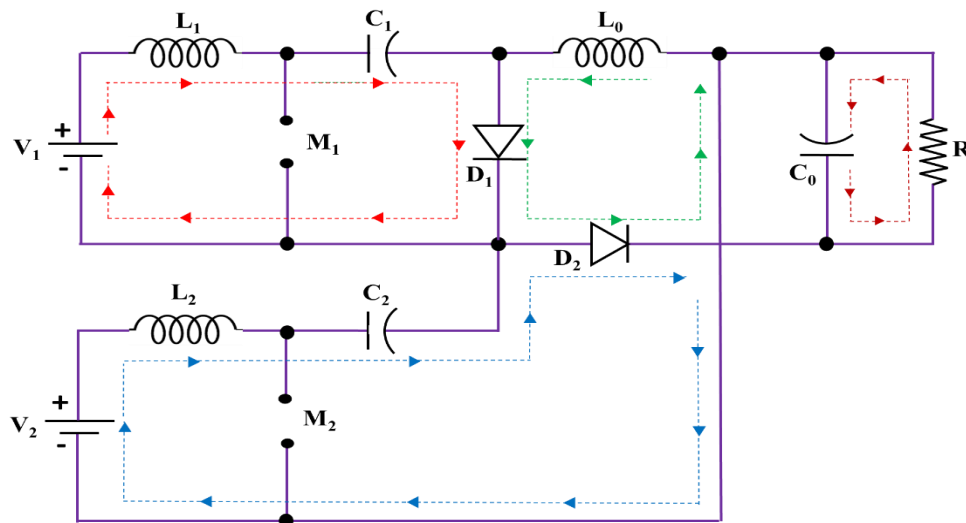 L₁
C₁
L₀
+
V₁
-
M₁
D₁
C₀
R
D₂
L₂
C₂
+
V₂
-
M₂